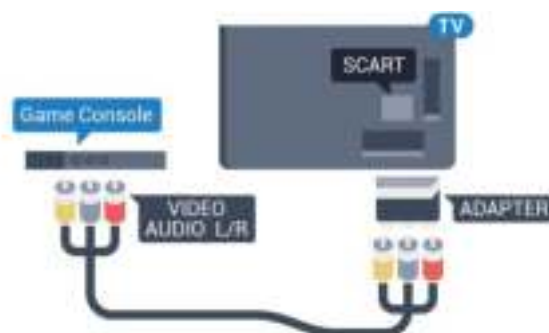 TV
SCART
Game Console
VIDEO
AUDIO L/R
ADAPTER